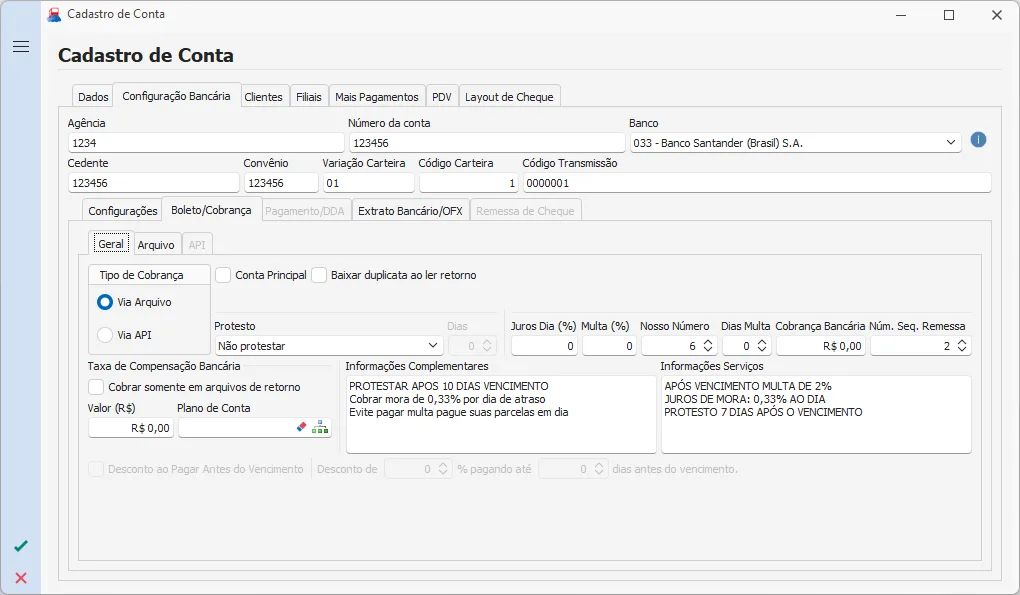 Cadastro de Conta
Cadastro de Conta
Dados Configuração Bancária Clientes Filiais Mais Pagamentos PDV Layout de Cheque
Agência Número da conta Banco
1234 123456 033 - Banco Santander (Brasil) S.A.
Cedente Convênio Variação Carteira Código Carteira Código Transmissão
123456 123456 01 1 0000001
Configurações Boleto/Cobrança Pagamento/DDA Extrato Bancário/OFX Remessa de Cheque
Geral Arquivo API
Tipo de Cobrança Conta Principal Baixar duplicata ao ler retorno
Via Arquivo
Via API
Protesto Dias Juros Dia (%) Multa (%) Nosso Número Dias Multa Cobrança Bancária Núm. Seq. Remessa
Não protestar 0 0 0 6 0 R$ 0,00 2
Taxa de Compensação Bancária Informações Complementares Informações Serviços
Cobrar somente em arquivos de retorno
Valor (R$) Plano de Conta
R$ 0,00
PROTESTAR APOS 10 DIAS VENCIMENTO
Cobrar mora de 0,33% por dia de atraso
Evite pagar multa pague suas parcelas em dia
APÓS VENCIMENTO MULTA DE 2%
JUROS DE MORA: 0,33% AO DIA
PROTESTO 7 DIAS APÓS O VENCIMENTO
Desconto ao Pagar Antes do Vencimento Desconto de 0 % pagando até 0 dias antes do vencimento.